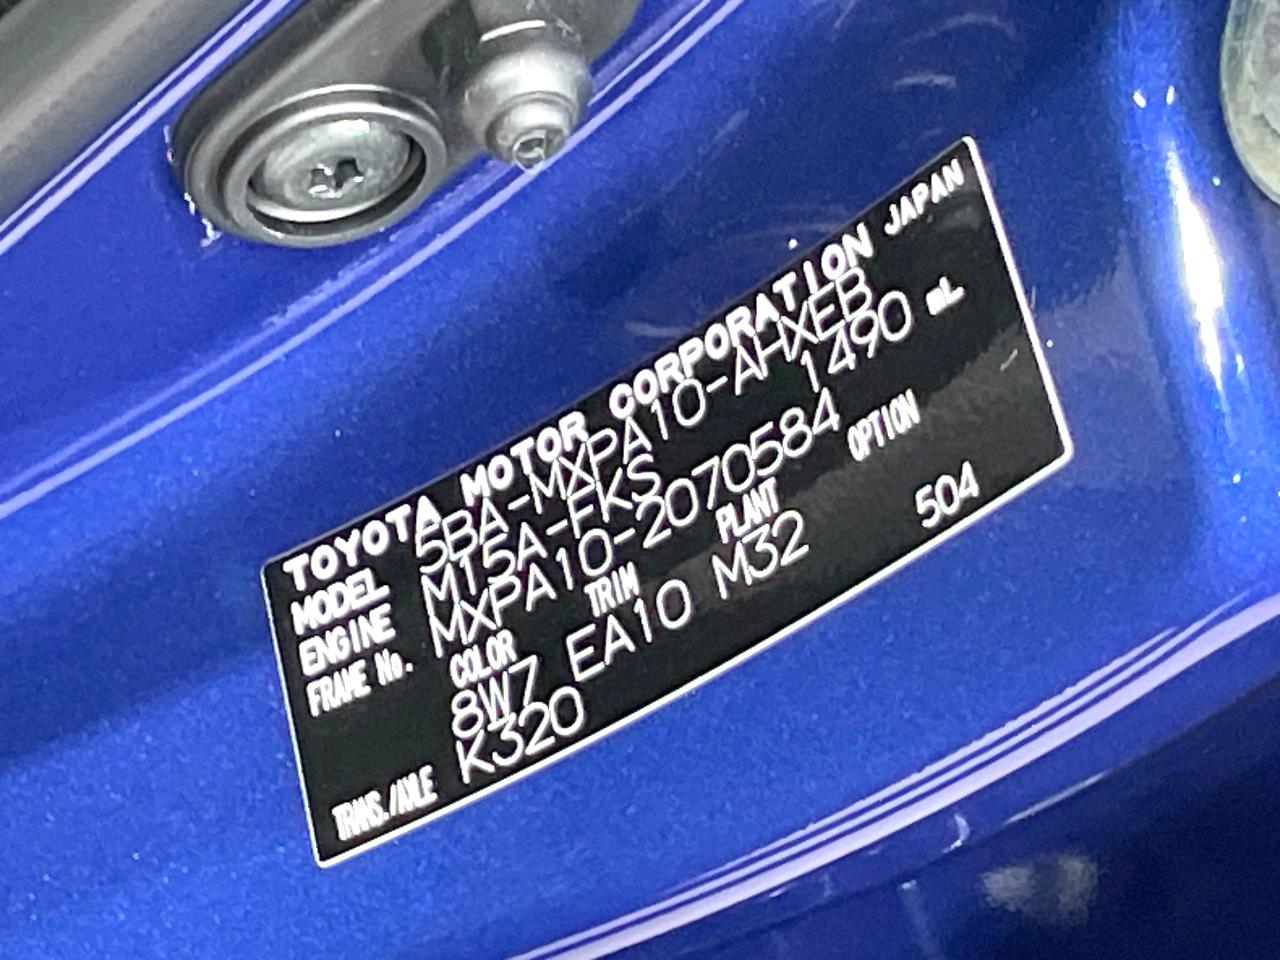 TOYOTA MOTOR CORPORATION JAPAN
MODEL 5BA-MXPA10-AHXEB
ENGINE M15A-FKS 1490 mL
FRAME No. MXPA10-2070584
COLOR TRIM PLANT OPTION
8W7 EA10 M32 504
TRANS./AXLE K320